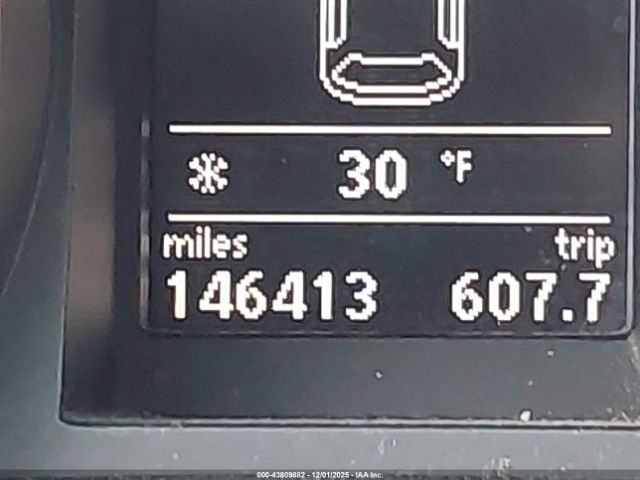 30 °F
miles trip
146413 607.7
000-43809882 - 12/01/2025 - IAA Inc.